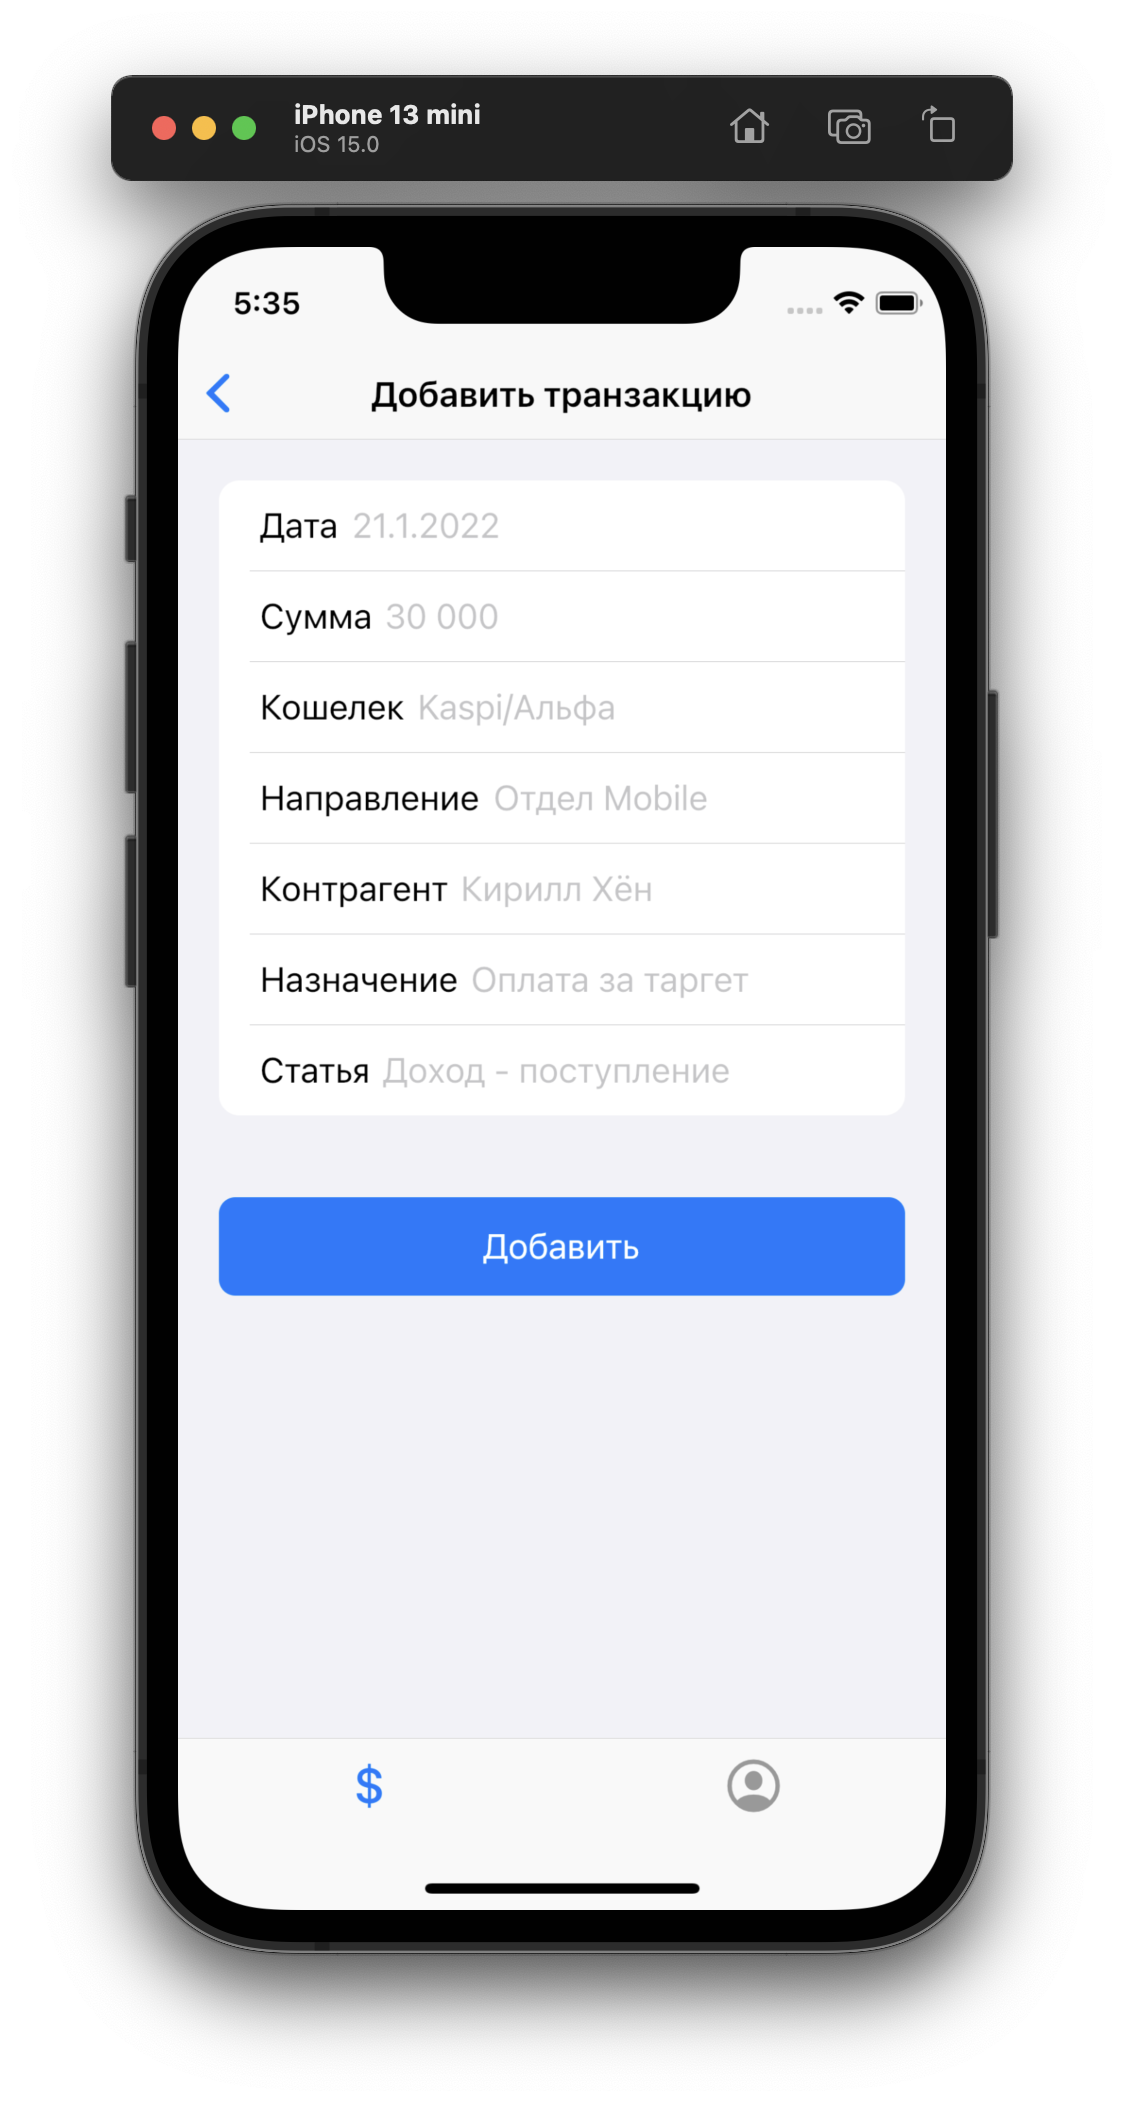 iPhone 13 mini
iOS 15.0
5:35
Добавить транзакцию
Дата 21.1.2022
Сумма 30 000
Кошелек Kaspi/Альфа
Направление Отдел Mobile
Контрагент Кирилл Хён
Назначение Оплата за таргет
Статья Доход - поступление
Добавить
$